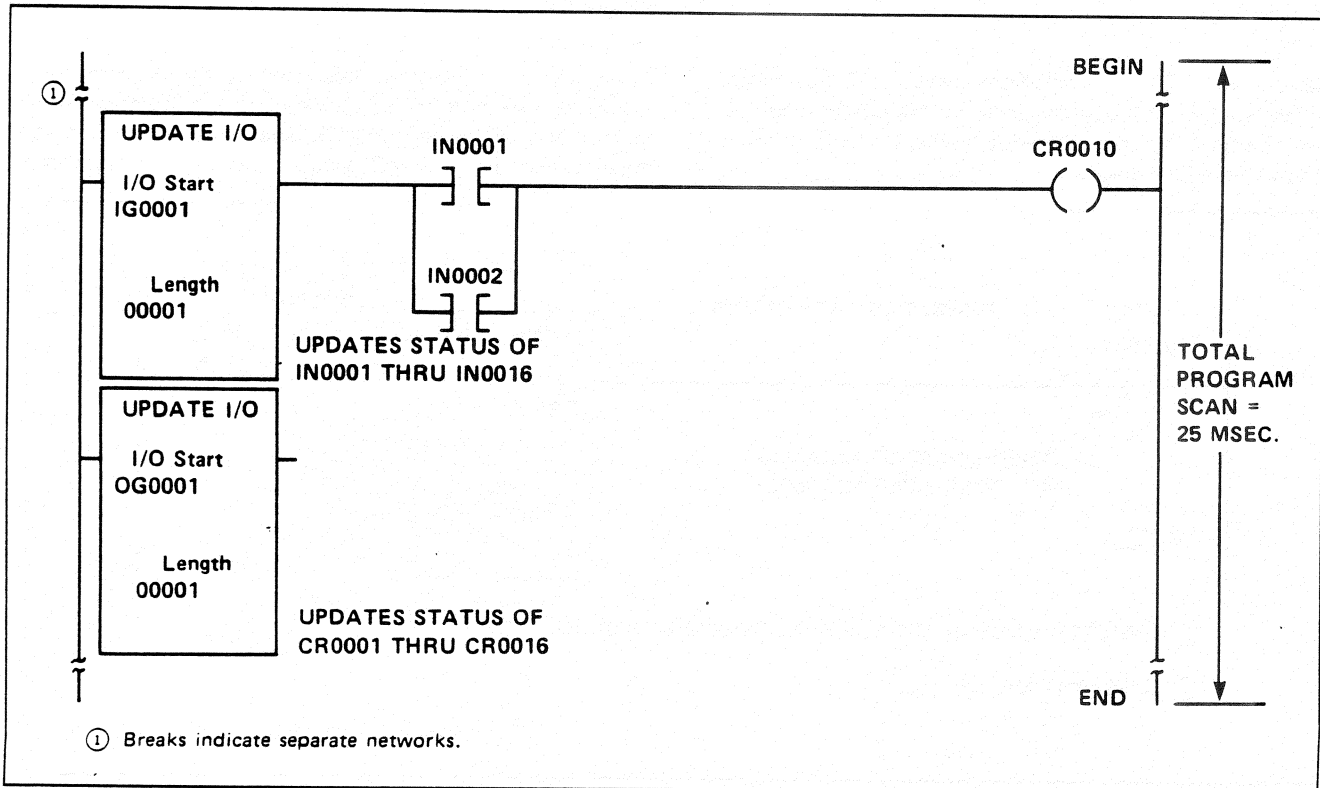 BEGIN
①
UPDATE I/O
I/O Start
IG0001
Length
00001
IN0001
IN0002
CR0010
UPDATES STATUS OF
IN0001 THRU IN0016
TOTAL
PROGRAM
SCAN =
25 MSEC.
UPDATE I/O
I/O Start
OG0001
Length
00001
UPDATES STATUS OF
CR0001 THRU CR0016
END
① Breaks indicate separate networks.